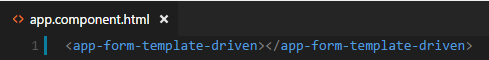 <> app.component.html ×
1 <app-form-template-driven></app-form-template-driven>